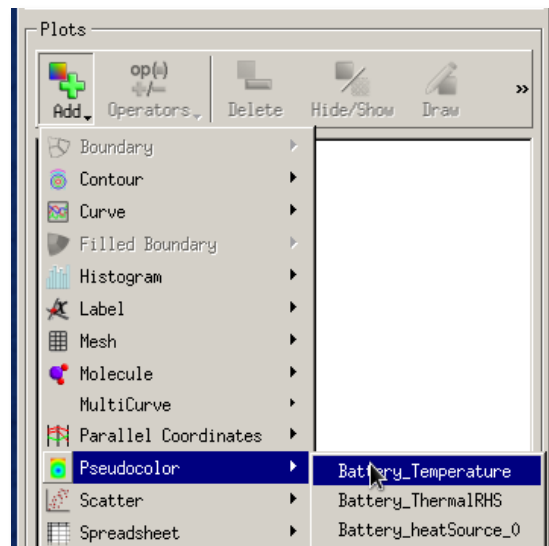 Plots
op(=)
+/-
Add Operators Delete Hide/Show Draw »
Boundary
Contour
Curve
Filled Boundary
Histogram
Label
Mesh
Molecule
MultiCurve
Parallel Coordinates
Pseudocolor
Battery_Temperature
Scatter
Battery_ThermalRHS
Spreadsheet
Battery_heatSource_0